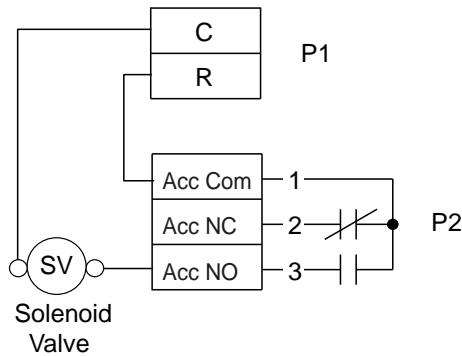 C
P1
R
Acc Com 1
Acc NC 2
P2
Acc NO 3
SV
Solenoid
Valve